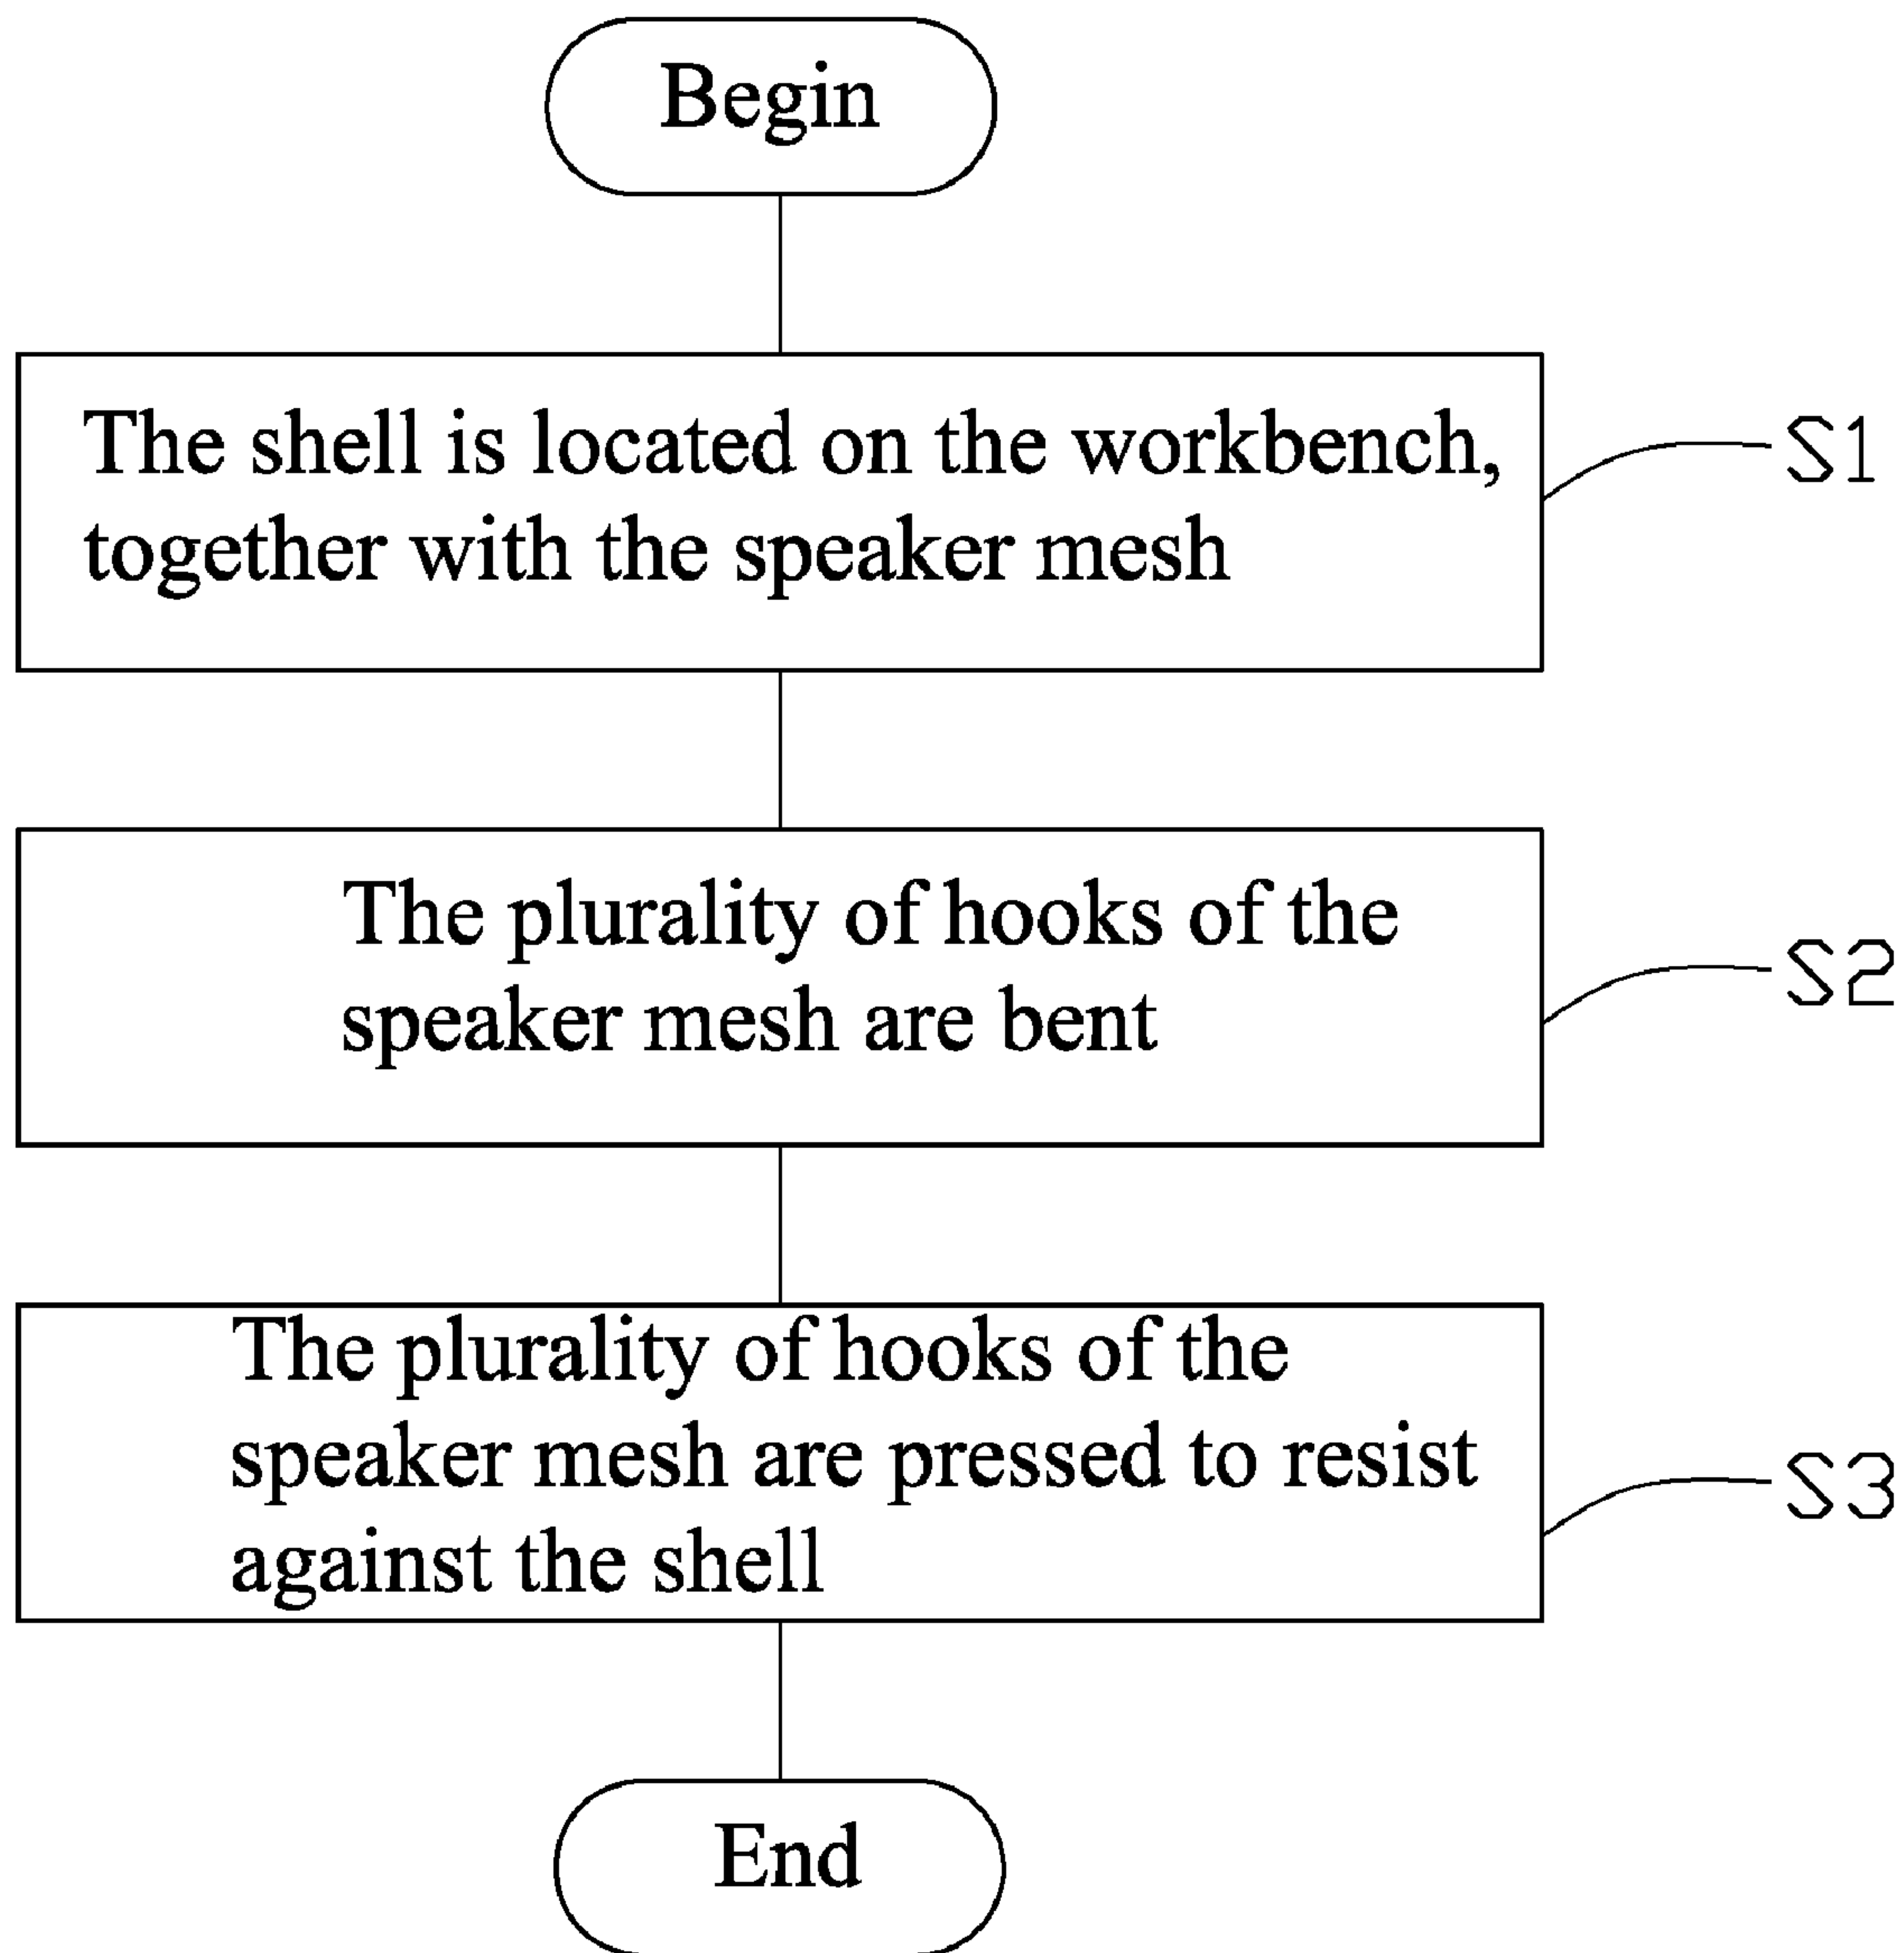 Begin
The shell is located on the workbench,
together with the speaker mesh
S1
The plurality of hooks of the
speaker mesh are bent
S2
The plurality of hooks of the
speaker mesh are pressed to resist
against the shell
S3
End